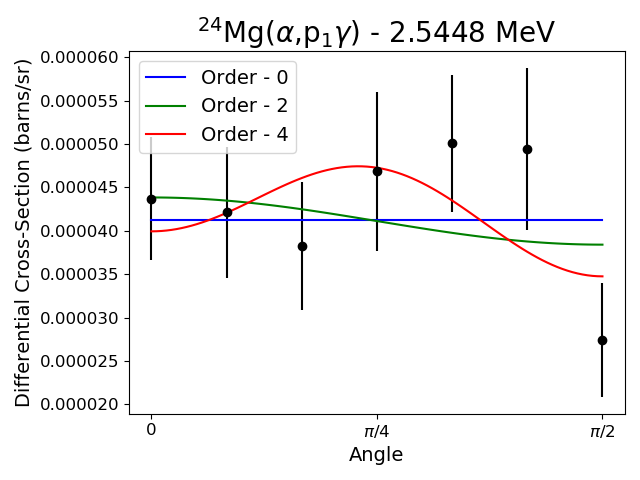 ²⁴Mg(α,p₁γ) - 2.5448 MeV
Differential Cross-Section (barns/sr)
0.000060
0.000055
0.000050
0.000045
0.000040
0.000035
0.000030
0.000025
0.000020
Order - 0
Order - 2
Order - 4
0
π/4
π/2
Angle